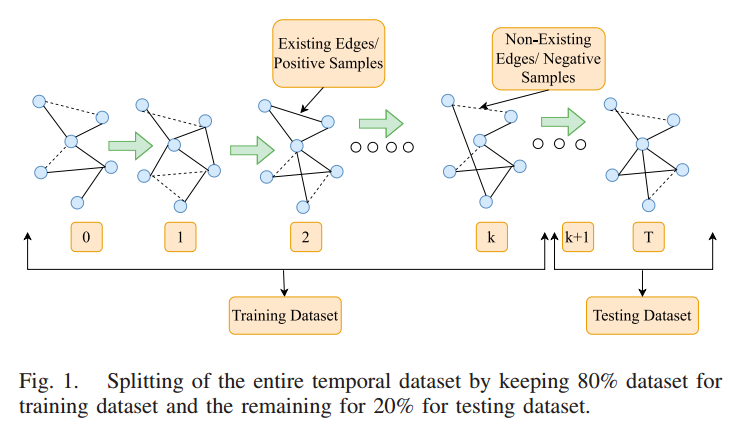 Existing Edges/
Positive Samples
Non-Existing
Edges/ Negative
Samples
0
1
2
k
k+1
T
Training Dataset
Testing Dataset
Fig. 1. Splitting of the entire temporal dataset by keeping 80% dataset for
training dataset and the remaining for 20% for testing dataset.